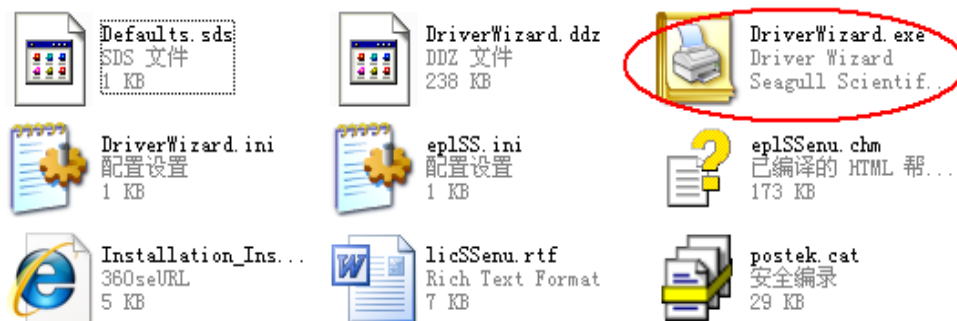 Defaults.sds
SDS 文件
1 KB
DriverWizard.ddz
DDZ 文件
238 KB
DriverWizard.exe
Driver Wizard
Seagull Scientif...
DriverWizard.ini
配置设置
1 KB
eplSS.ini
配置设置
1 KB
eplSSenu.chm
已编译的 HTML 帮...
173 KB
Installation_Ins...
360seURL
5 KB
licSSenu.rtf
Rich Text Format
7 KB
postek.cat
安全编录
29 KB